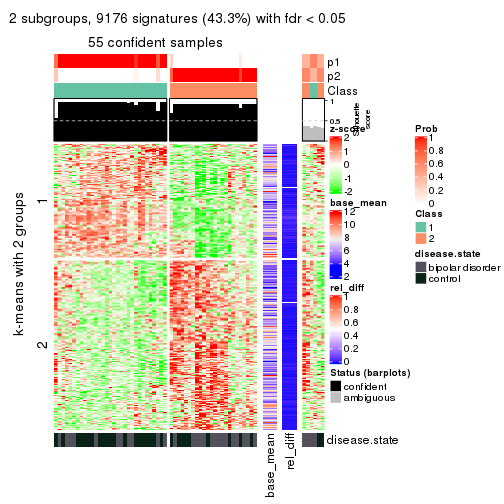 2 subgroups, 9176 signatures (43.3%) with fdr < 0.05
55 confident samples
p1
p2
Class
1
0.5
0
Silhouette
score
k-means with 2 groups
1
2
z-score
2
1
0
-1
-2
base_mean
12
10
8
6
4
2
rel_diff
1
0.8
0.6
0.4
0.2
0
Status (barplots)
confident
ambiguous
Prob
1
0.8
0.6
0.4
0.2
0
Class
1
2
disease.state
bipolar disorder
control
disease.state
base_mean
rel_diff